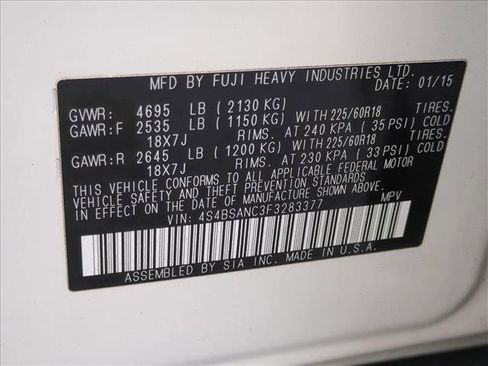 MFD BY FUJI HEAVY INDUSTRIES LTD.
DATE: 01/15
GVWR: 4695 LB (2130 KG)
GAWR:F 2535 LB (1150 KG) WITH 225/60R18 TIRES.
18X7J RIMS. AT 240 KPA (35 PSI) COLD
GAWR:R 2645 LB (1200 KG) WITH 225/60R18 TIRES.
18X7J RIMS. AT 230 KPA (33 PSI) COLD
THIS VEHICLE CONFORMS TO ALL APPLICABLE FEDERAL MOTOR
VEHICLE SAFETY, BUMPER, AND THEFT PREVENTION
STANDARDS IN EFFECT ON THE DATE OF MANUFACTURE
SHOWN ABOVE.
VIN: 4S4BSANC3F3283377 MPV
ASSEMBLED BY SIA INC. MADE IN U.S.A.